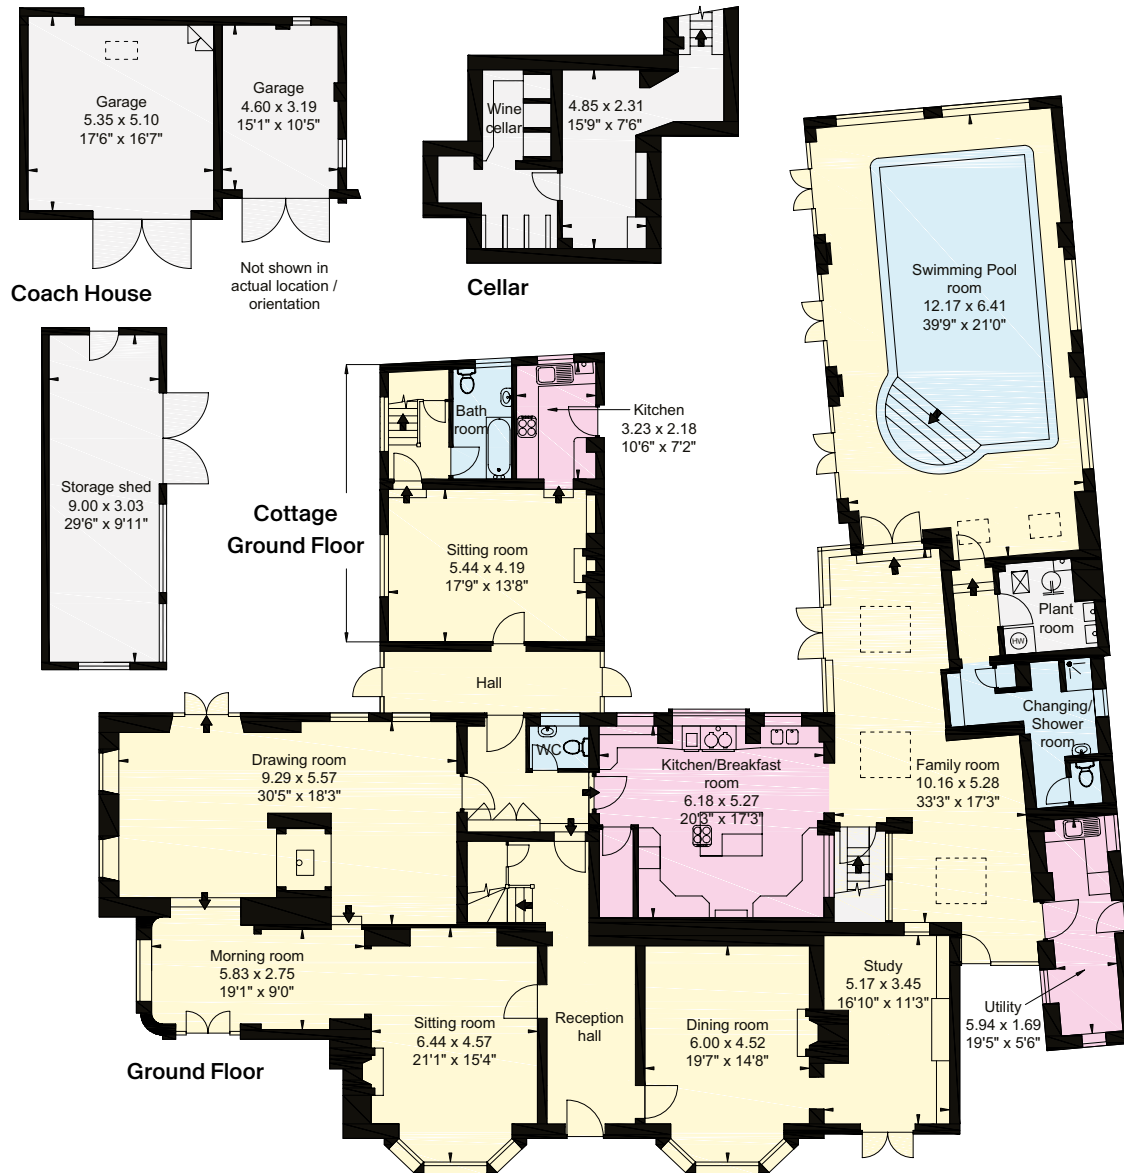 Garage
5.35 x 5.10
17'6" x 16'7"
Garage
4.60 x 3.19
15'1" x 10'5"
Not shown in
actual location /
orientation
Coach House
Wine
cellar
4.85 x 2.31
15'9" x 7'6"
Cellar
Swimming Pool
room
12.17 x 6.41
39'9" x 21'0"
Storage shed
9.00 x 3.03
29'6" x 9'11"
Cottage
Ground Floor
Bath
room
Kitchen
3.23 x 2.18
10'6" x 7'2"
Sitting room
5.44 x 4.19
17'9" x 13'8"
Hall
Plant
room
HW
Changing/
Shower
room
WC
Drawing room
9.29 x 5.57
30'5" x 18'3"
Kitchen/Breakfast
room
6.18 x 5.27
20'3" x 17'3"
Family room
10.16 x 5.28
33'3" x 17'3"
Morning room
5.83 x 2.75
19'1" x 9'0"
Sitting room
6.44 x 4.57
21'1" x 15'4"
Reception
hall
Dining room
6.00 x 4.52
19'7" x 14'8"
Study
5.17 x 3.45
16'10" x 11'3"
Utility
5.94 x 1.69
19'5" x 5'6"
Ground Floor